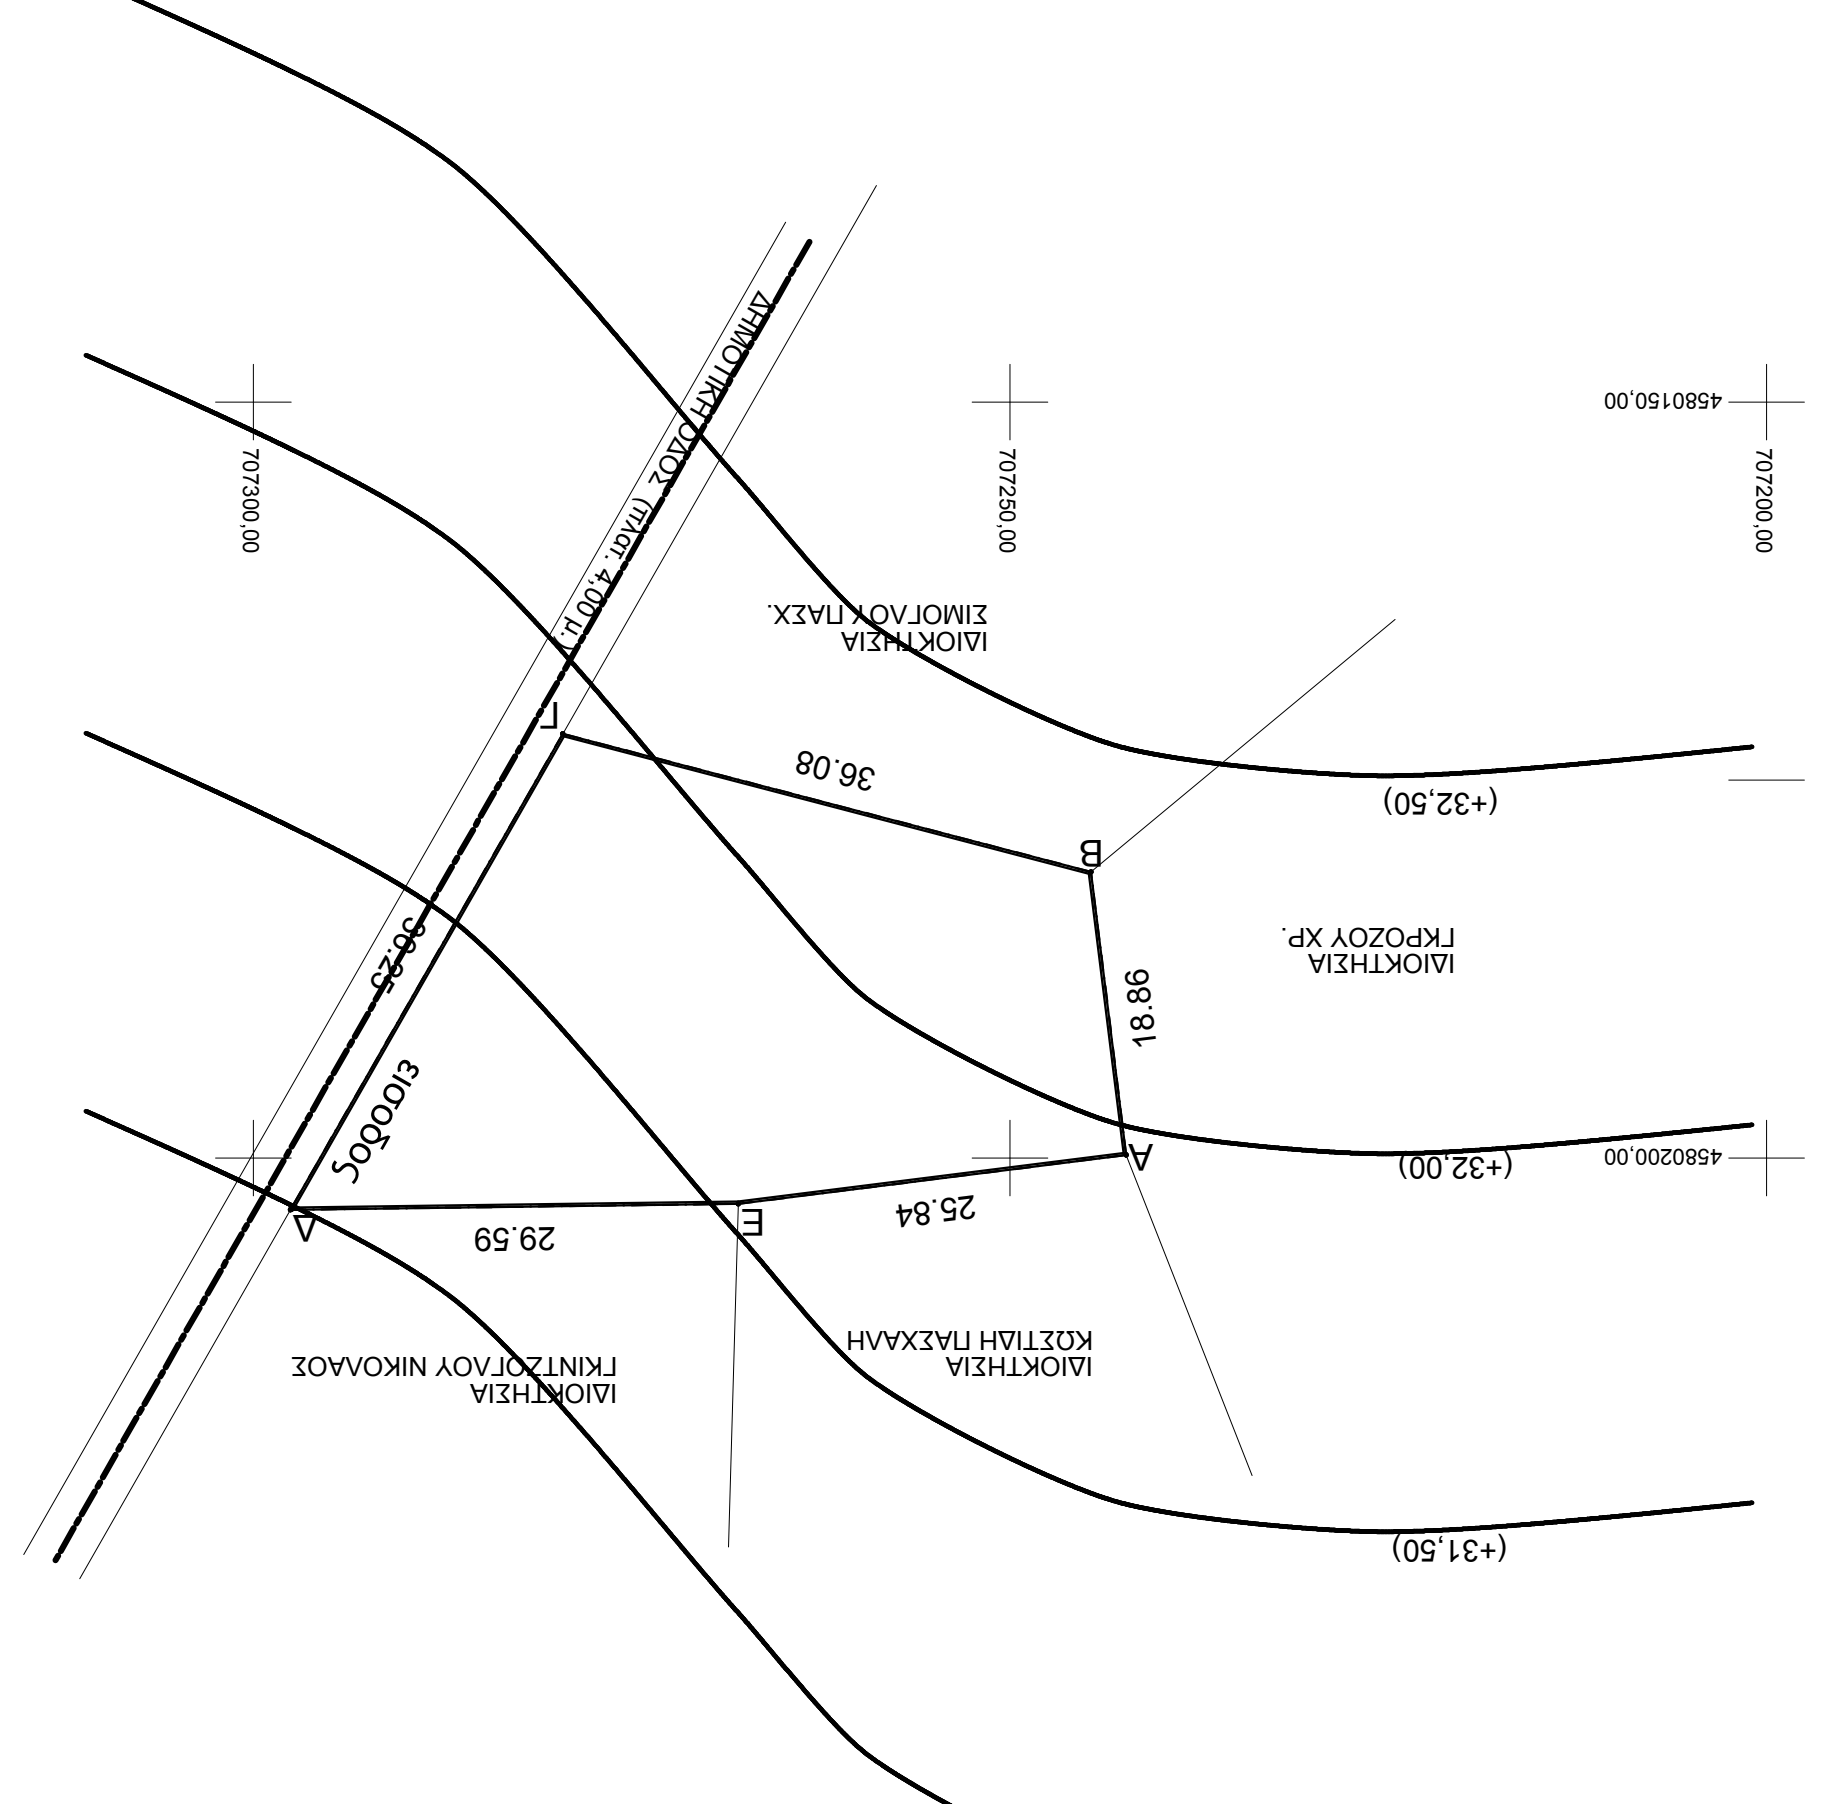 (+31,50)
ΙΔΙΟΚΤΗΣΙΑ
ΓΚΙΝΤΖΟΓΛΟΥ ΝΙΚΟΛΑΟΣ
ΙΔΙΟΚΤΗΣΙΑ
ΚΩΣΤΙΔΗ ΠΑΣΧΑΛΗ
29.59
Δ
Ε
25.84
4580200,00
(+32,00)
Α
είσοδος
18.86
36.25
ΙΔΙΟΚΤΗΣΙΑ
ΓΚΡΟΖΟΥ ΧΡ.
Β
(+32,50)
36.08
Γ
ΙΔΙΟΚΤΗΣΙΑ
ΣΙΜΟΓΛΟΥ ΠΑΣΧ.
ΔΗΜΟΤΙΚΗ ΟΔΟΣ (πλατ. 4,00 μ.)
707200,00
707250,00
707300,00
4580150,00